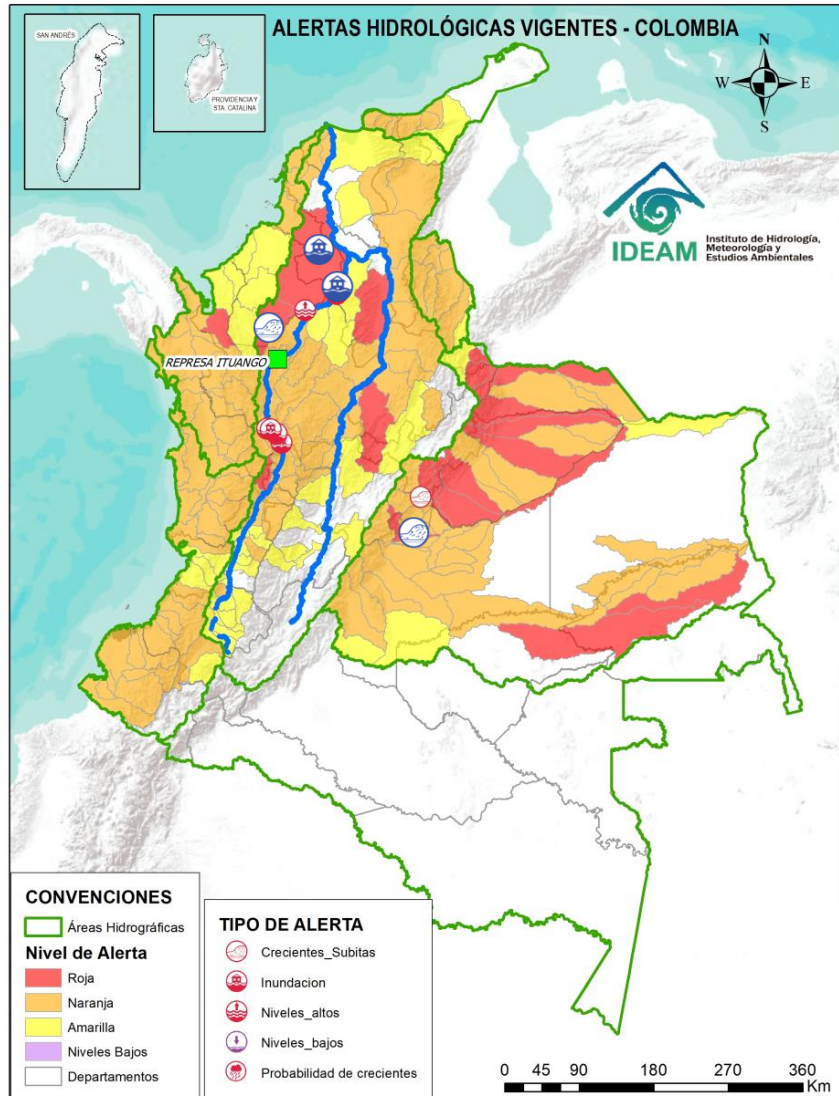 ALERTAS HIDROLÓGICAS VIGENTES - COLOMBIA
SAN ANDRÉS
PROVIDENCIA Y
STA. CATALINA
N
W
E
S
IDEAM
Instituto de Hidrología,
Meteorología y
Estudios Ambientales
REPRESA ITUANGO
CONVENCIONES
Áreas Hidrográficas
Nivel de Alerta
Roja
Naranja
Amarilla
Niveles Bajos
Departamentos
TIPO DE ALERTA
Crecientes_Subitas
Inundacion
Niveles_altos
Niveles_bajos
Probabilidad de crecientes
0 45 90 180 270 360
Km